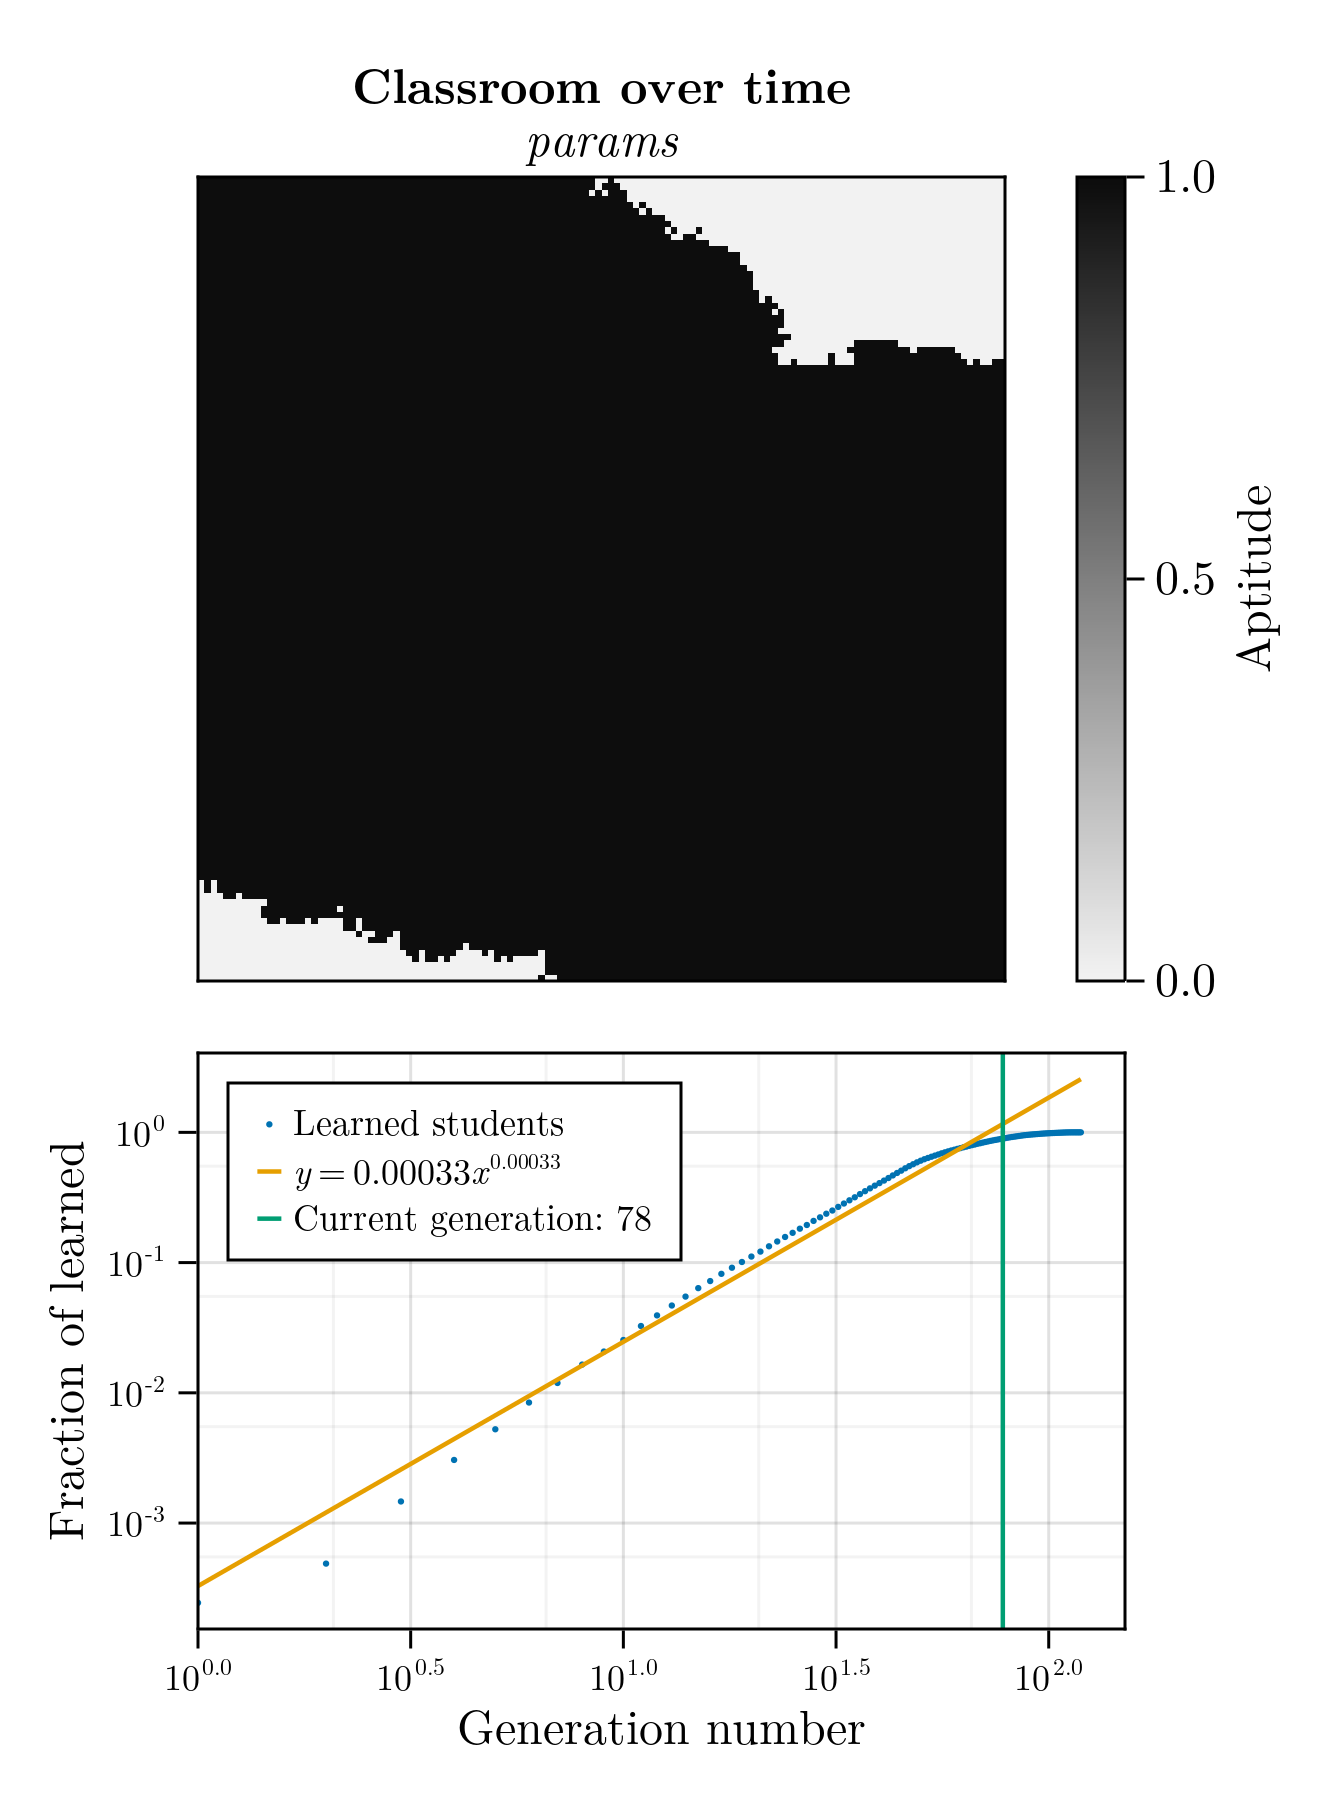 Classroom over time
params
1.0
0.5
0.0
Aptitude
Learned students
y = 0.00033x^0.00033
Current generation: 78
10^0
10^-1
10^-2
10^-3
Fraction of learned
10^0.0 10^0.5 10^1.0 10^1.5 10^2.0
Generation number